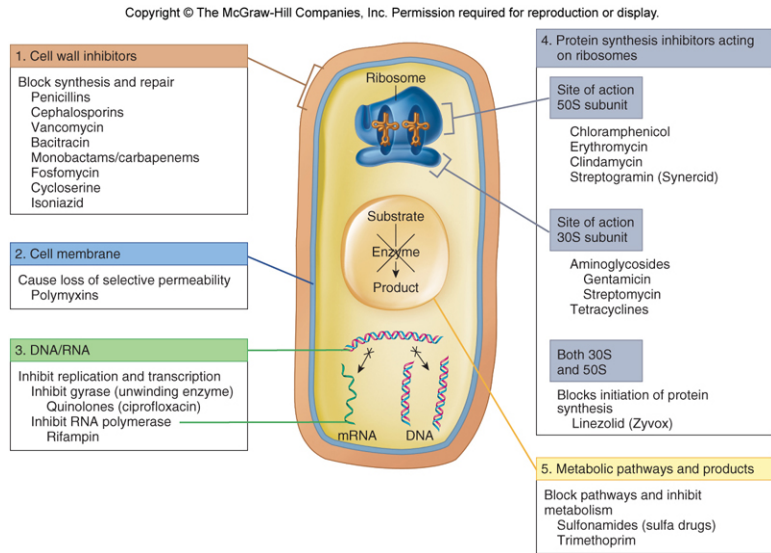 Copyright © The McGraw-Hill Companies, Inc. Permission required for reproduction or display.
1. Cell wall inhibitors
Block synthesis and repair
Penicillins
Cephalosporins
Vancomycin
Bacitracin
Monobactams/carbapenems
Fosfomycin
Cycloserine
Isoniazid
2. Cell membrane
Cause loss of selective permeability
Polymyxins
3. DNA/RNA
Inhibit replication and transcription
Inhibit gyrase (unwinding enzyme)
Quinolones (ciprofloxacin)
Inhibit RNA polymerase
Rifampin
Ribosome
Substrate
Enzyme
Product
mRNA
DNA
4. Protein synthesis inhibitors acting
on ribosomes
Site of action
50S subunit
Chloramphenicol
Erythromycin
Clindamycin
Streptogramin (Synercid)
Site of action
30S subunit
Aminoglycosides
Gentamicin
Streptomycin
Tetracyclines
Both 30S
and 50S
Blocks initiation of protein
synthesis
Linezolid (Zyvox)
5. Metabolic pathways and products
Block pathways and inhibit
metabolism
Sulfonamides (sulfa drugs)
Trimethoprim